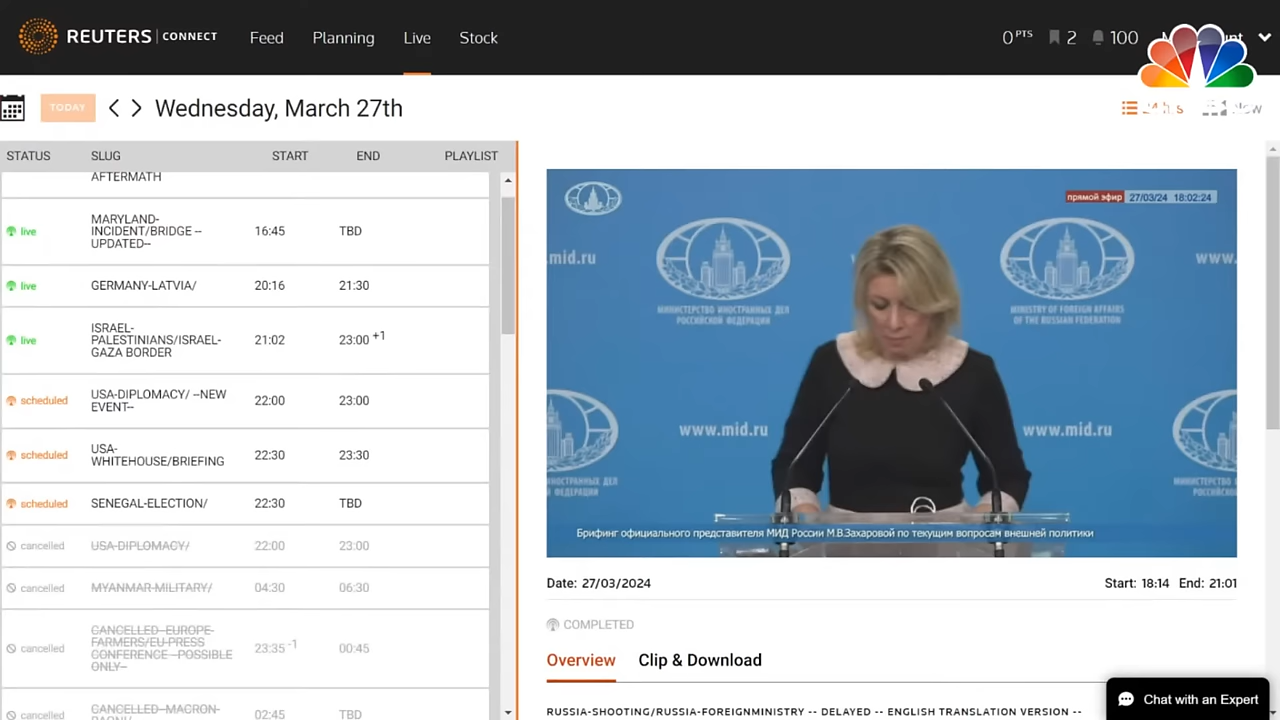 REUTERS CONNECT Feed Planning Live Stock 0 PTS 2 100
TODAY Wednesday, March 27th
STATUS SLUG START END PLAYLIST
AFTERMATH
live MARYLAND-INCIDENT/BRIDGE --UPDATED-- 16:45 TBD
live GERMANY-LATVIA/ 20:16 21:30
live ISRAEL-PALESTINIANS/ISRAEL-GAZA BORDER 21:02 23:00 +1
scheduled USA-DIPLOMACY/ --NEW EVENT-- 22:00 23:00
scheduled USA-WHITEHOUSE/BRIEFING 22:30 23:30
scheduled SENEGAL-ELECTION/ 22:30 TBD
cancelled USA-DIPLOMACY/ 22:00 23:00
cancelled MYANMAR-MILITARY/ 04:30 06:30
cancelled CANCELLED--EUROPE-FARMERS/EU-PRESS CONFERENCE --POSSIBLE ONLY-- 23:35 -1 00:45
cancelled CANCELLED--MACRON- 02:45 TBD
прямой эфир 27/03/24 18:02:24
.mid.ru
www.
МИНИСТЕРСТВО ИНОСТРАННЫХ ДЕЛ
РОССИЙСКОЙ ФЕДЕРАЦИИ
MINISTRY OF FOREIGN AFFAIRS
OF THE RUSSIAN FEDERATION
www.mid.ru
www.mid.ru
Брифинг официального представителя МИД России М.В.Захаровой по текущим вопросам внешней политики
Date: 27/03/2024 Start: 18:14 End: 21:01
COMPLETED
Overview Clip & Download
Chat with an Expert
RUSSIA-SHOOTING/RUSSIA-FOREIGNMINISTRY -- DELAYED -- ENGLISH TRANSLATION VERSION --